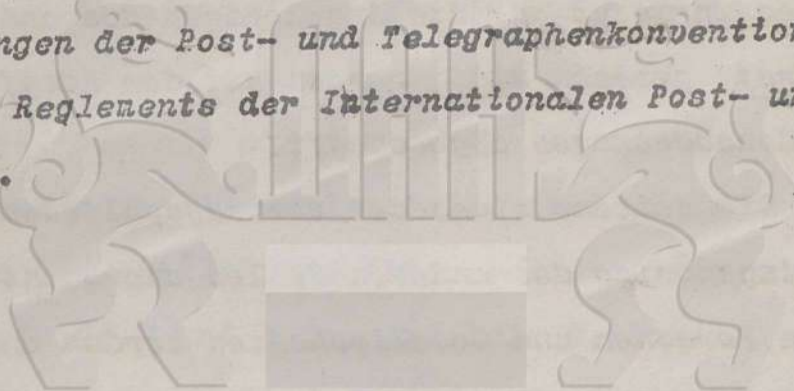 ngen der Post- und Telegraphenkonvention
Reglements der Internationalen Post- u
.